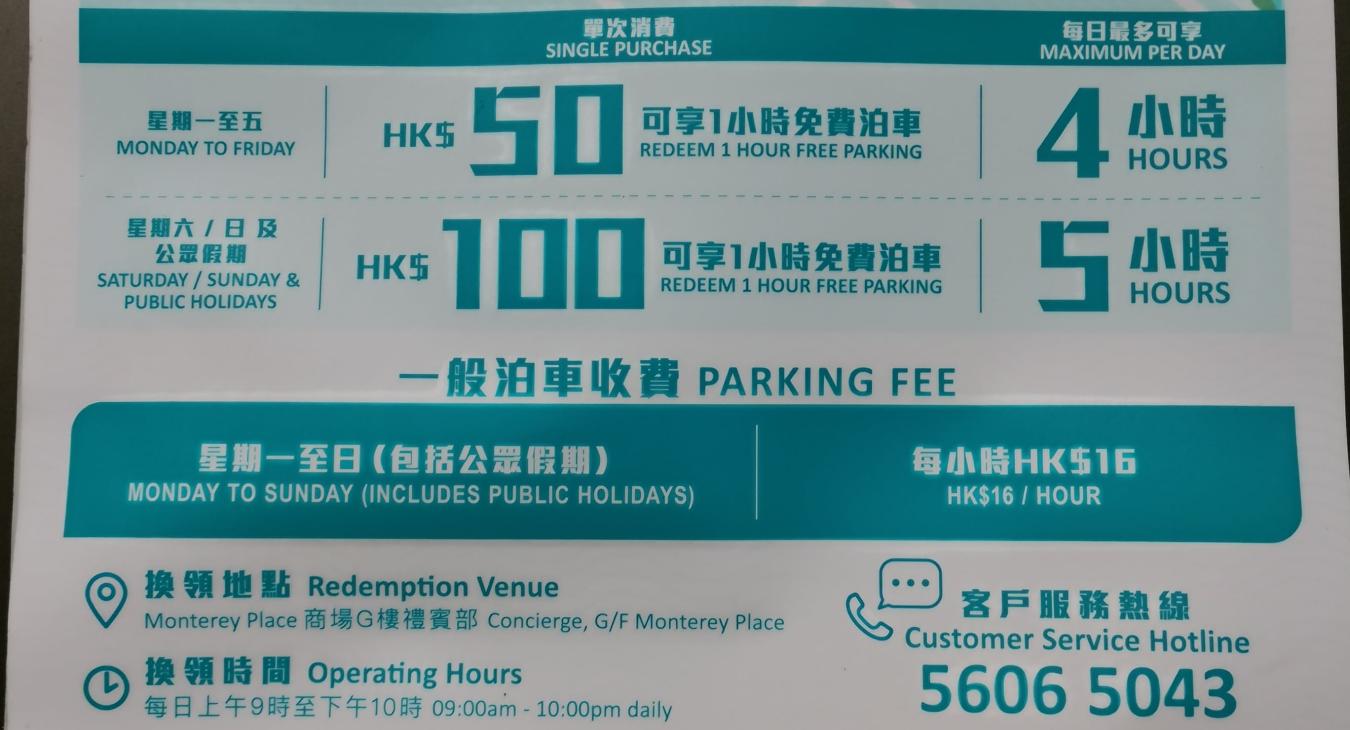 單次消費
SINGLE PURCHASE
每日最多可享
MAXIMUM PER DAY
星期一至五
MONDAY TO FRIDAY
HK$ 50
可享1小時免費泊車
REDEEM 1 HOUR FREE PARKING
4 小時
HOURS
星期六 / 日 及
公眾假期
SATURDAY / SUNDAY &
PUBLIC HOLIDAYS
HK$ 100
可享1小時免費泊車
REDEEM 1 HOUR FREE PARKING
5 小時
HOURS
一般泊車收費 PARKING FEE
星期一至日 (包括公眾假期)
MONDAY TO SUNDAY (INCLUDES PUBLIC HOLIDAYS)
每小時HK$16
HK$16 / HOUR
換領地點 Redemption Venue
Monterey Place 商場G樓禮賓部 Concierge, G/F Monterey Place
換領時間 Operating Hours
每日上午9時至下午10時 09:00am - 10:00pm daily
客戶服務熱線
Customer Service Hotline
5606 5043